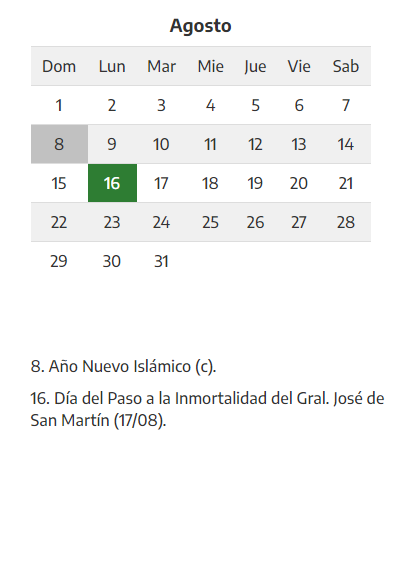 Agosto
Dom Lun Mar Mie Jue Vie Sab
1 2 3 4 5 6 7
8 9 10 11 12 13 14
15 16 17 18 19 20 21
22 23 24 25 26 27 28
29 30 31
8. Año Nuevo Islámico (c).
16. Día del Paso a la Inmortalidad del Gral. José de
San Martín (17/08).